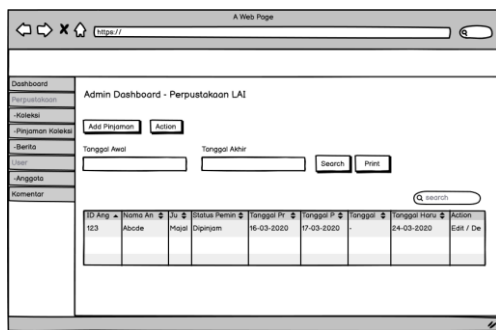 A Web Page
https://
Dashboard
Perpustakaan
-Koleksi
-Pinjaman Koleksi
-Berita
User
-Anggota
Komentar
Admin Dashboard - Perpustakaan LAI
Add Pinjaman Action
Tanggal Awal Tanggal Akhir
Search Print
search
ID Ang Nama An Ju Status Pemin Tanggal Pr Tanggal P Tanggal Tanggal Haru Action
123 Abcde Majal Dipinjam 16-03-2020 17-03-2020 - 24-03-2020 Edit / De